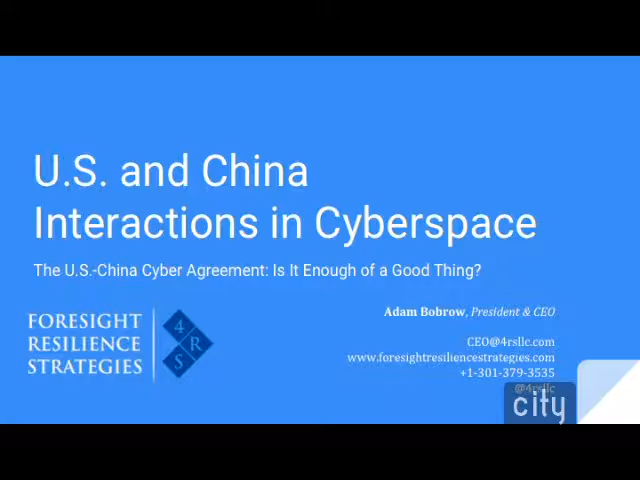 U.S. and China
Interactions in Cyberspace
The U.S.-China Cyber Agreement: Is It Enough of a Good Thing?
FORESIGHT
RESILIENCE
STRATEGIES
4
R
S
Adam Bobrow, President & CEO
CEO@4rsllc.com
www.foresightresiliencestrategies.com
+1-301-379-3535
@4rsllc
city